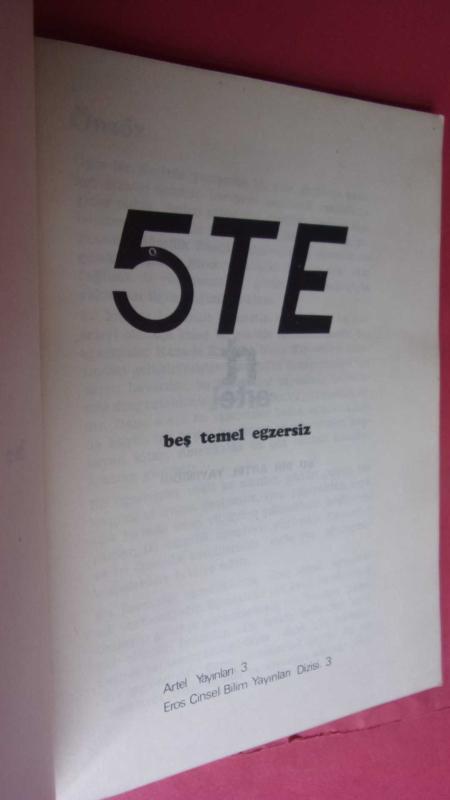 5TE
beş temel egzersiz
Artel Yayınları 3
Eros Cinsel Bilim Yayınları Dizisi 3